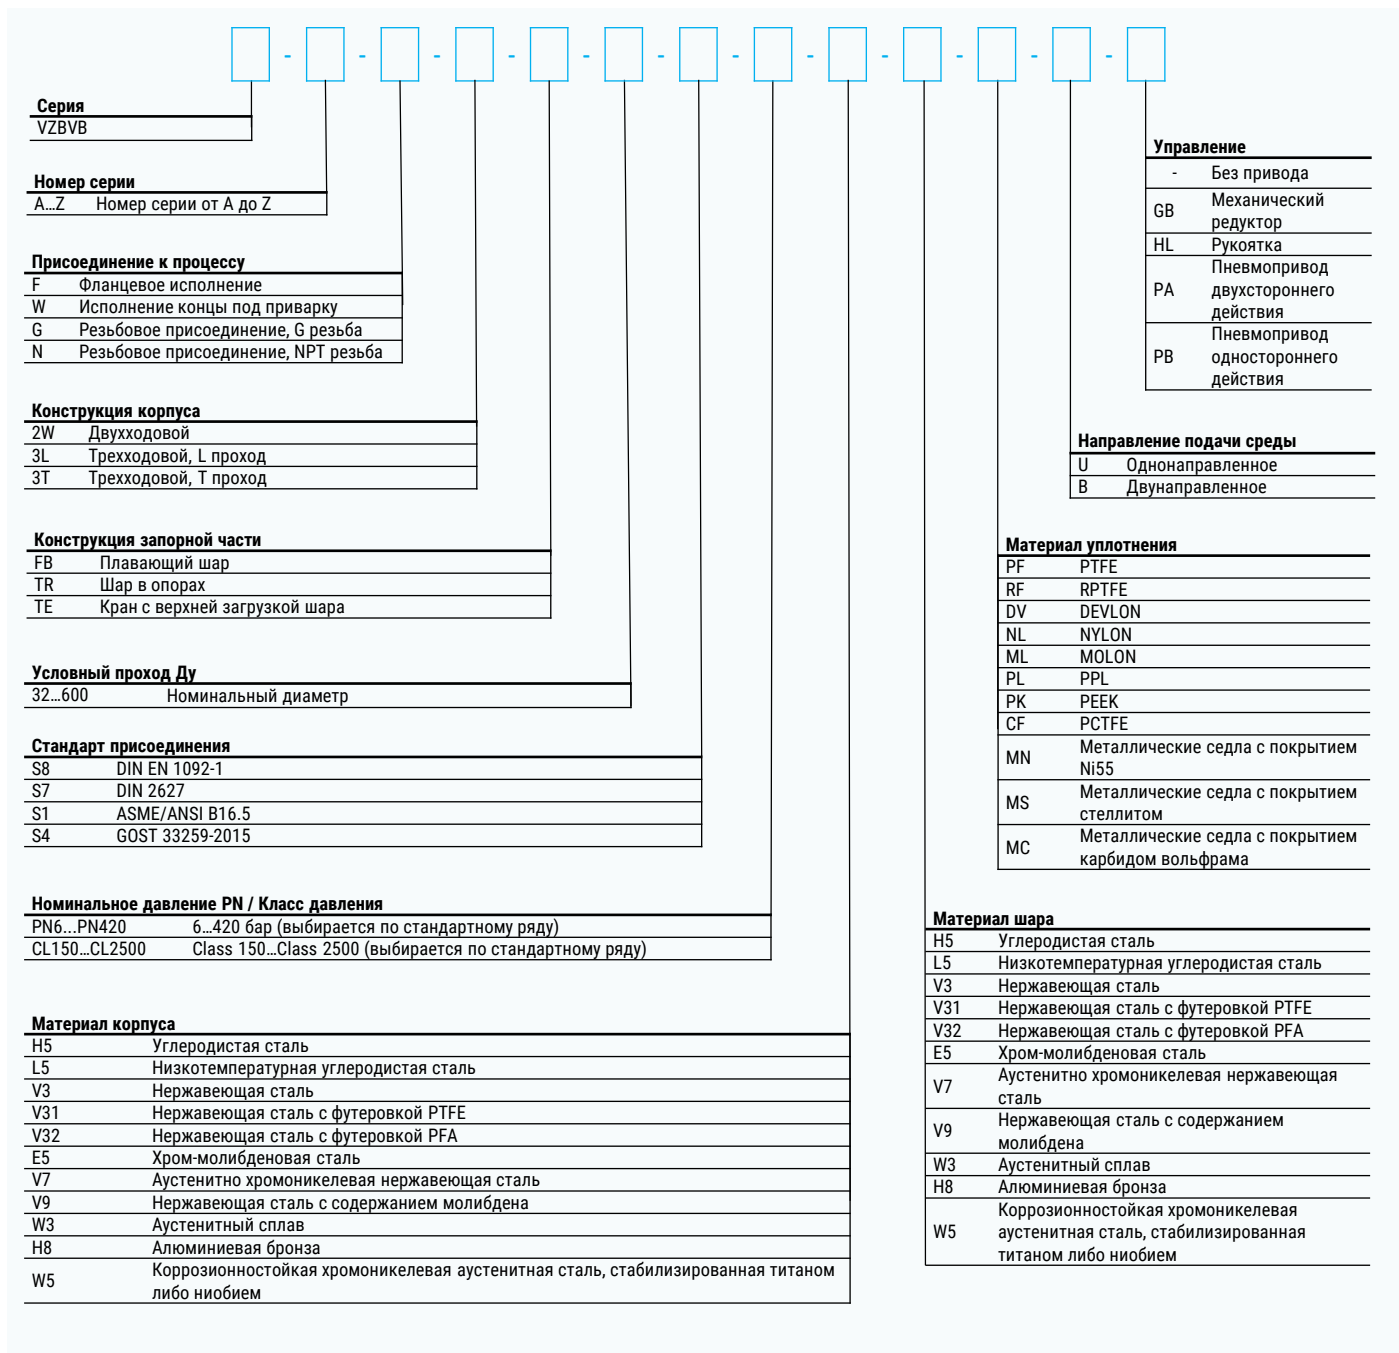 - - - - - - - - - - - -
Серия
VZBVB
Номер серии
A...Z Номер серии от A до Z
Присоединение к процессу
F Фланцевое исполнение
W Исполнение концы под приварку
G Резьбовое присоединение, G резьба
N Резьбовое присоединение, NPT резьба
Конструкция корпуса
2W Двухходовой
3L Трехходовой, L проход
3T Трехходовой, T проход
Конструкция запорной части
FB Плавающий шар
TR Шар в опорах
TE Кран с верхней загрузкой шара
Условный проход Ду
32...600 Номинальный диаметр
Стандарт присоединения
S8 DIN EN 1092-1
S7 DIN 2627
S1 ASME/ANSI B16.5
S4 GOST 33259-2015
Номинальное давление PN / Класс давления
PN6...PN420 6...420 бар (выбирается по стандартному ряду)
CL150...CL2500 Class 150...Class 2500 (выбирается по стандартному ряду)
Материал корпуса
H5 Углеродистая сталь
L5 Низкотемпературная углеродистая сталь
V3 Нержавеющая сталь
V31 Нержавеющая сталь с футеровкой PTFE
V32 Нержавеющая сталь с футеровкой PFA
E5 Хром-молибденовая сталь
V7 Аустенитно хромоникелевая нержавеющая сталь
V9 Нержавеющая сталь с содержанием молибдена
W3 Аустенитный сплав
H8 Алюминиевая бронза
W5 Коррозионностойкая хромоникелевая аустенитная сталь, стабилизированная титаном
либо ниобием
Управление
- Без привода
GB Механический
редуктор
HL Рукоятка
PA Пневмопривод
двухстороннего
действия
PB Пневмопривод
одностороннего
действия
Направление подачи среды
U Однонаправленное
B Двунаправленное
Материал уплотнения
PF PTFE
RF RPTFE
DV DEVLON
NL NYLON
ML MOLON
PL PPL
PK PEEK
CF PCTFE
MN Металлические седла с покрытием
Ni55
MS Металлические седла с покрытием
стеллитом
MC Металлические седла с покрытием
карбидом вольфрама
Материал шара
H5 Углеродистая сталь
L5 Низкотемпературная углеродистая сталь
V3 Нержавеющая сталь
V31 Нержавеющая сталь с футеровкой PTFE
V32 Нержавеющая сталь с футеровкой PFA
E5 Хром-молибденовая сталь
V7 Аустенитно хромоникелевая нержавеющая
сталь
V9 Нержавеющая сталь с содержанием
молибдена
W3 Аустенитный сплав
H8 Алюминиевая бронза
W5 Коррозионностойкая хромоникелевая
аустенитная сталь, стабилизированная
титаном либо ниобием